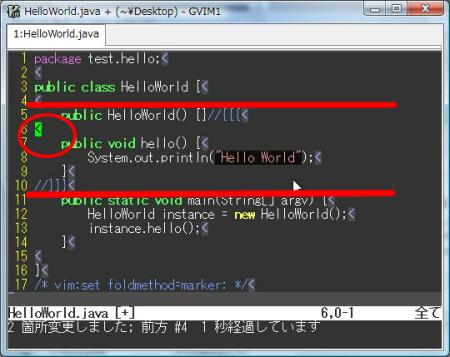 HelloWorld.java + (~¥Desktop) - GVIM1
1:HelloWorld.java
1 package test.hello;<
2 <
3 public class HelloWorld {<
4 <
5     public HelloWorld() {}//{{{<
6 <
7     public void hello() {<
8         System.out.println("Hello World");<
9     }<
10 //}}}<
11     public static void main(String[] argv) {<
12         HelloWorld instance = new HelloWorld();<
13         instance.hello();<
14     }<
15 <
16 }<
17 /* vim:set foldmethod=marker: */<
HelloWorld.java [+] 6,0-1 全て
2 箇所変更しました; 前方 #4 1 秒経過しています